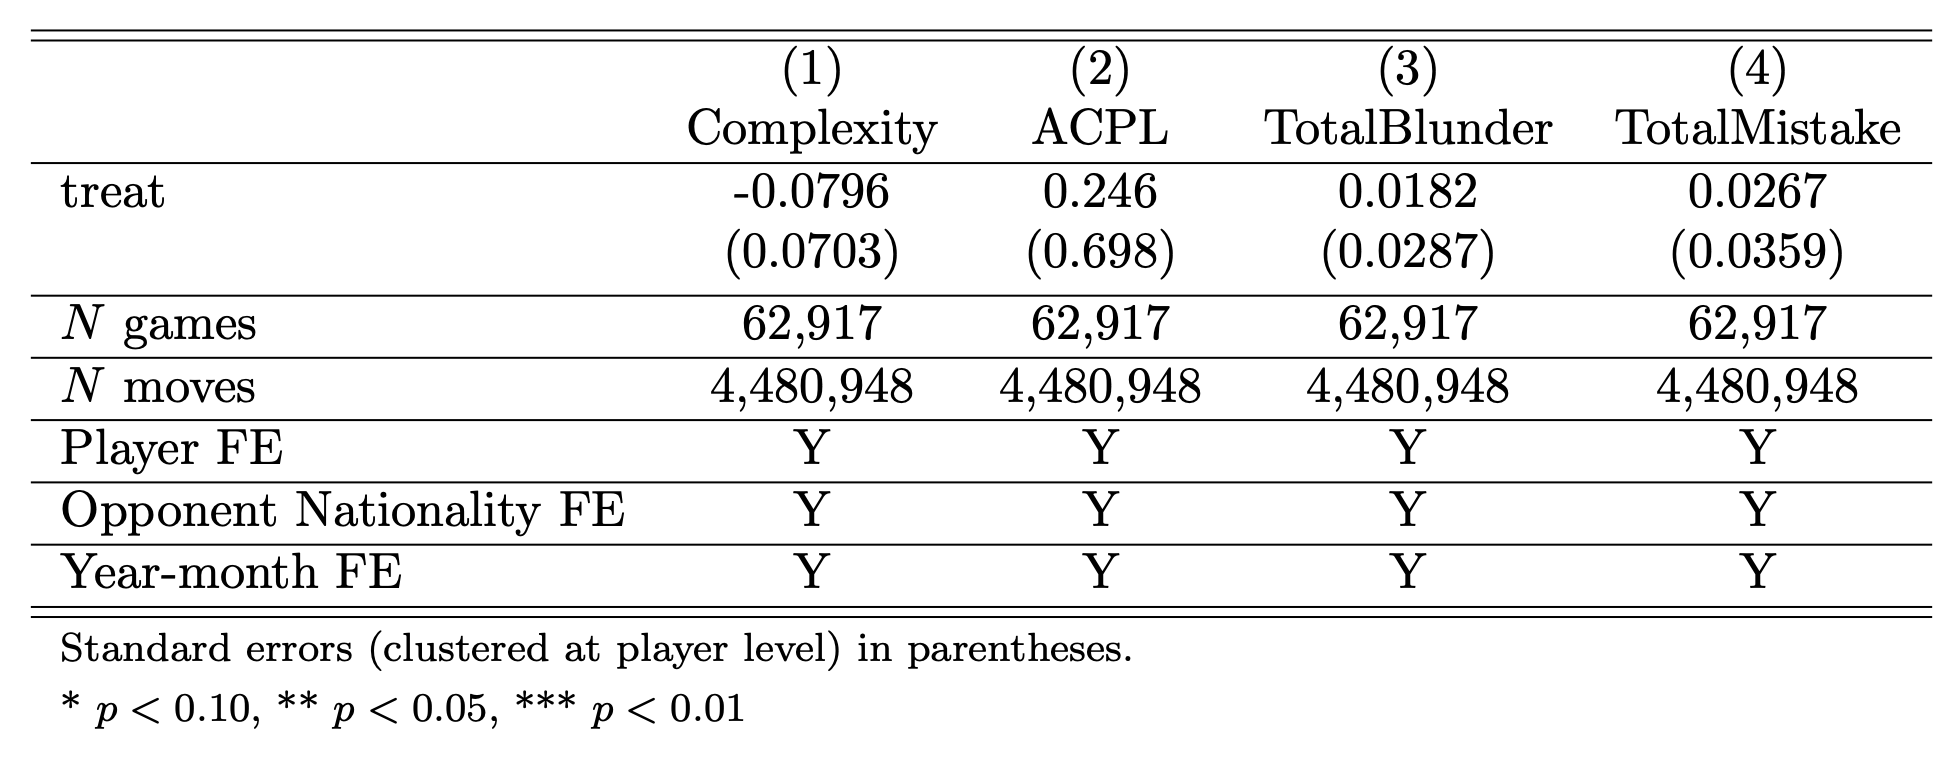 (1) (2) (3) (4)
Complexity ACPL TotalBlunder TotalMistake
treat -0.0796 0.246 0.0182 0.0267
(0.0703) (0.698) (0.0287) (0.0359)
N games 62,917 62,917 62,917 62,917
N moves 4,480,948 4,480,948 4,480,948 4,480,948
Player FE Y Y Y Y
Opponent Nationality FE Y Y Y Y
Year-month FE Y Y Y Y
Standard errors (clustered at player level) in parentheses.
* p < 0.10, ** p < 0.05, *** p < 0.01